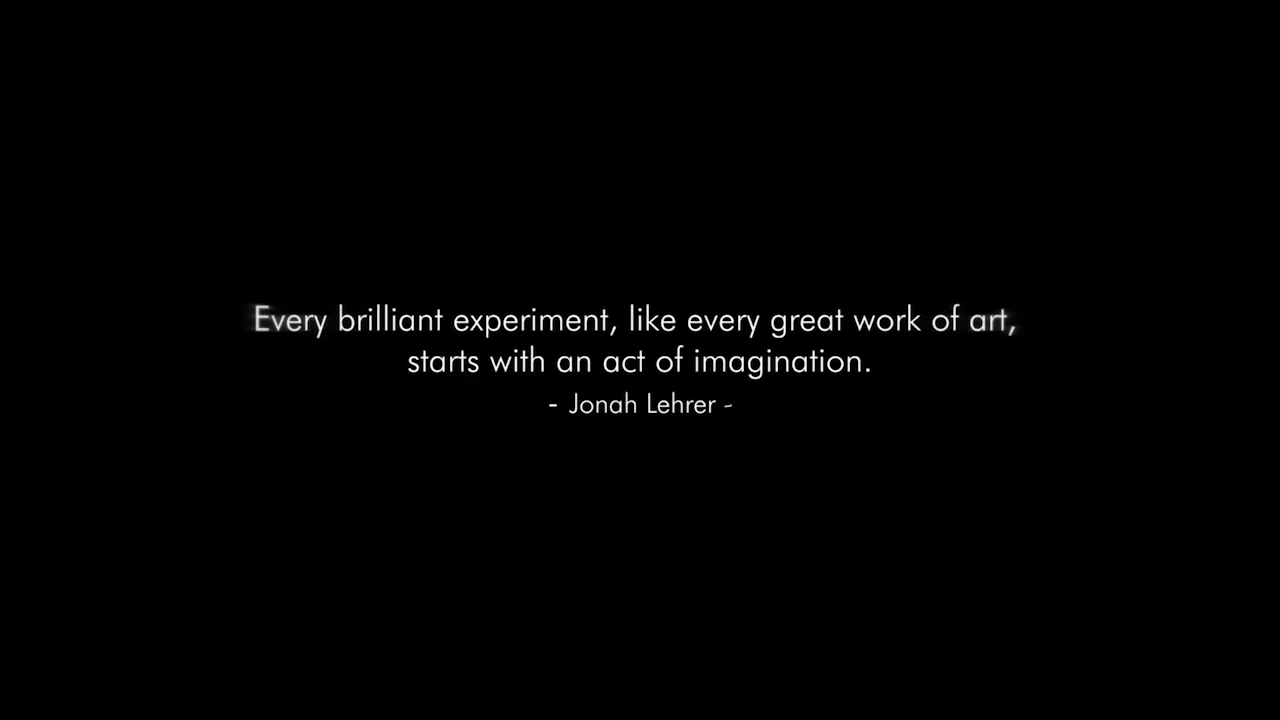 Every brilliant experiment, like every great work of art,
starts with an act of imagination.
- Jonah Lehrer -